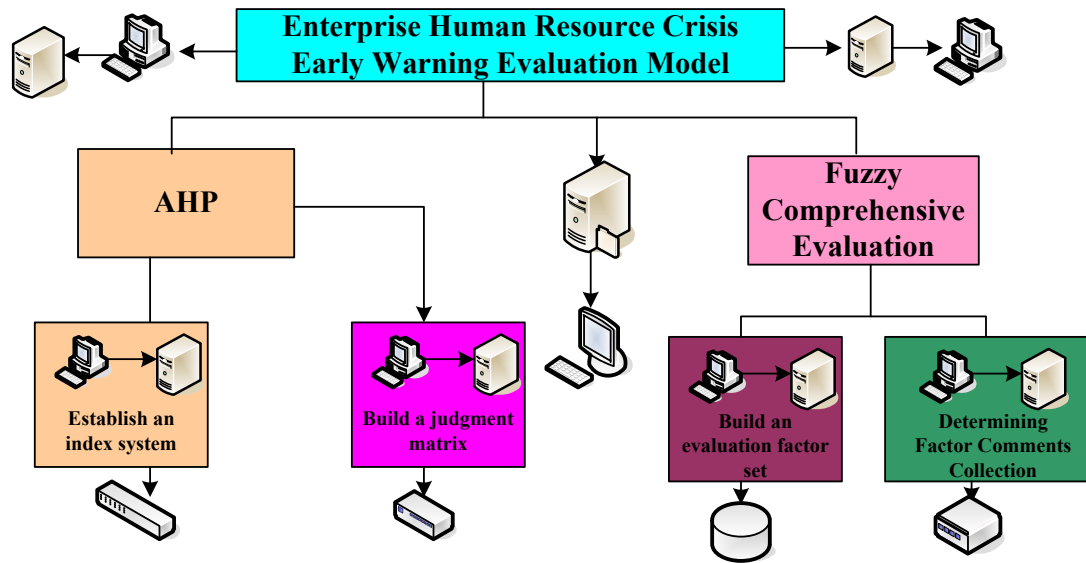 Enterprise Human Resource Crisis
Early Warning Evaluation Model
AHP
Fuzzy
Comprehensive
Evaluation
Establish an
index system
Build a judgment
matrix
Build an
evaluation factor
set
Determining
Factor Comments
Collection